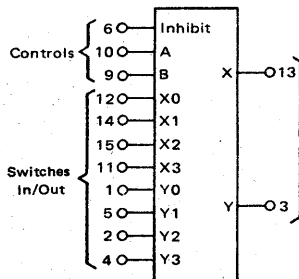 6 Inhibit
Controls 10 A
9 B X 13
12 X0
14 X1
15 X2
Switches 11 X3
In/Out 1 Y0
5 Y1 Y 3
2 Y2
4 Y3